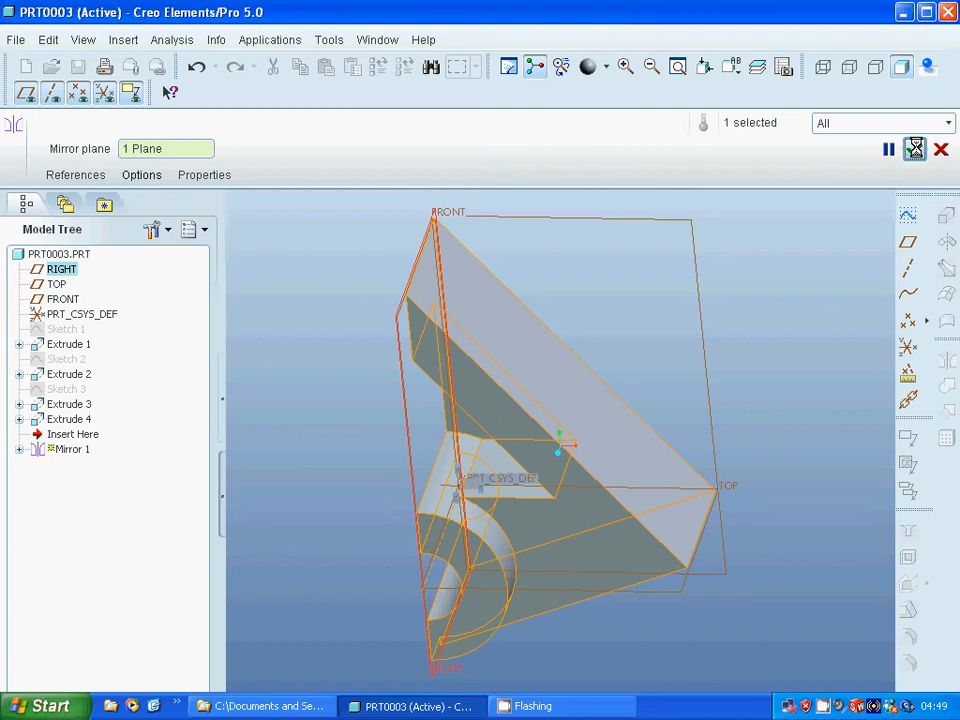 PRT0003 (Active) - Creo Elements/Pro 5.0
File Edit View Insert Analysis Info Applications Tools Window Help
1 selected All
Mirror plane 1 Plane
References Options Properties
Model Tree
PRT0003.PRT
RIGHT
TOP
FRONT
PRT_CSYS_DEF
Sketch 1
Extrude 1
Sketch 2
Extrude 2
Sketch 3
Extrude 3
Extrude 4
Insert Here
Mirror 1
FRONT
PRT_CSYS_DEF
TOP
Start C:\Documents and Se... PRT0003 (Active) - C... Flashing 04:49